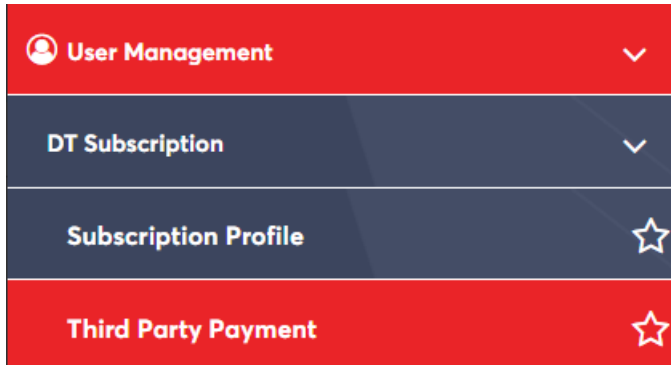 User Management
DT Subscription
Subscription Profile
Third Party Payment